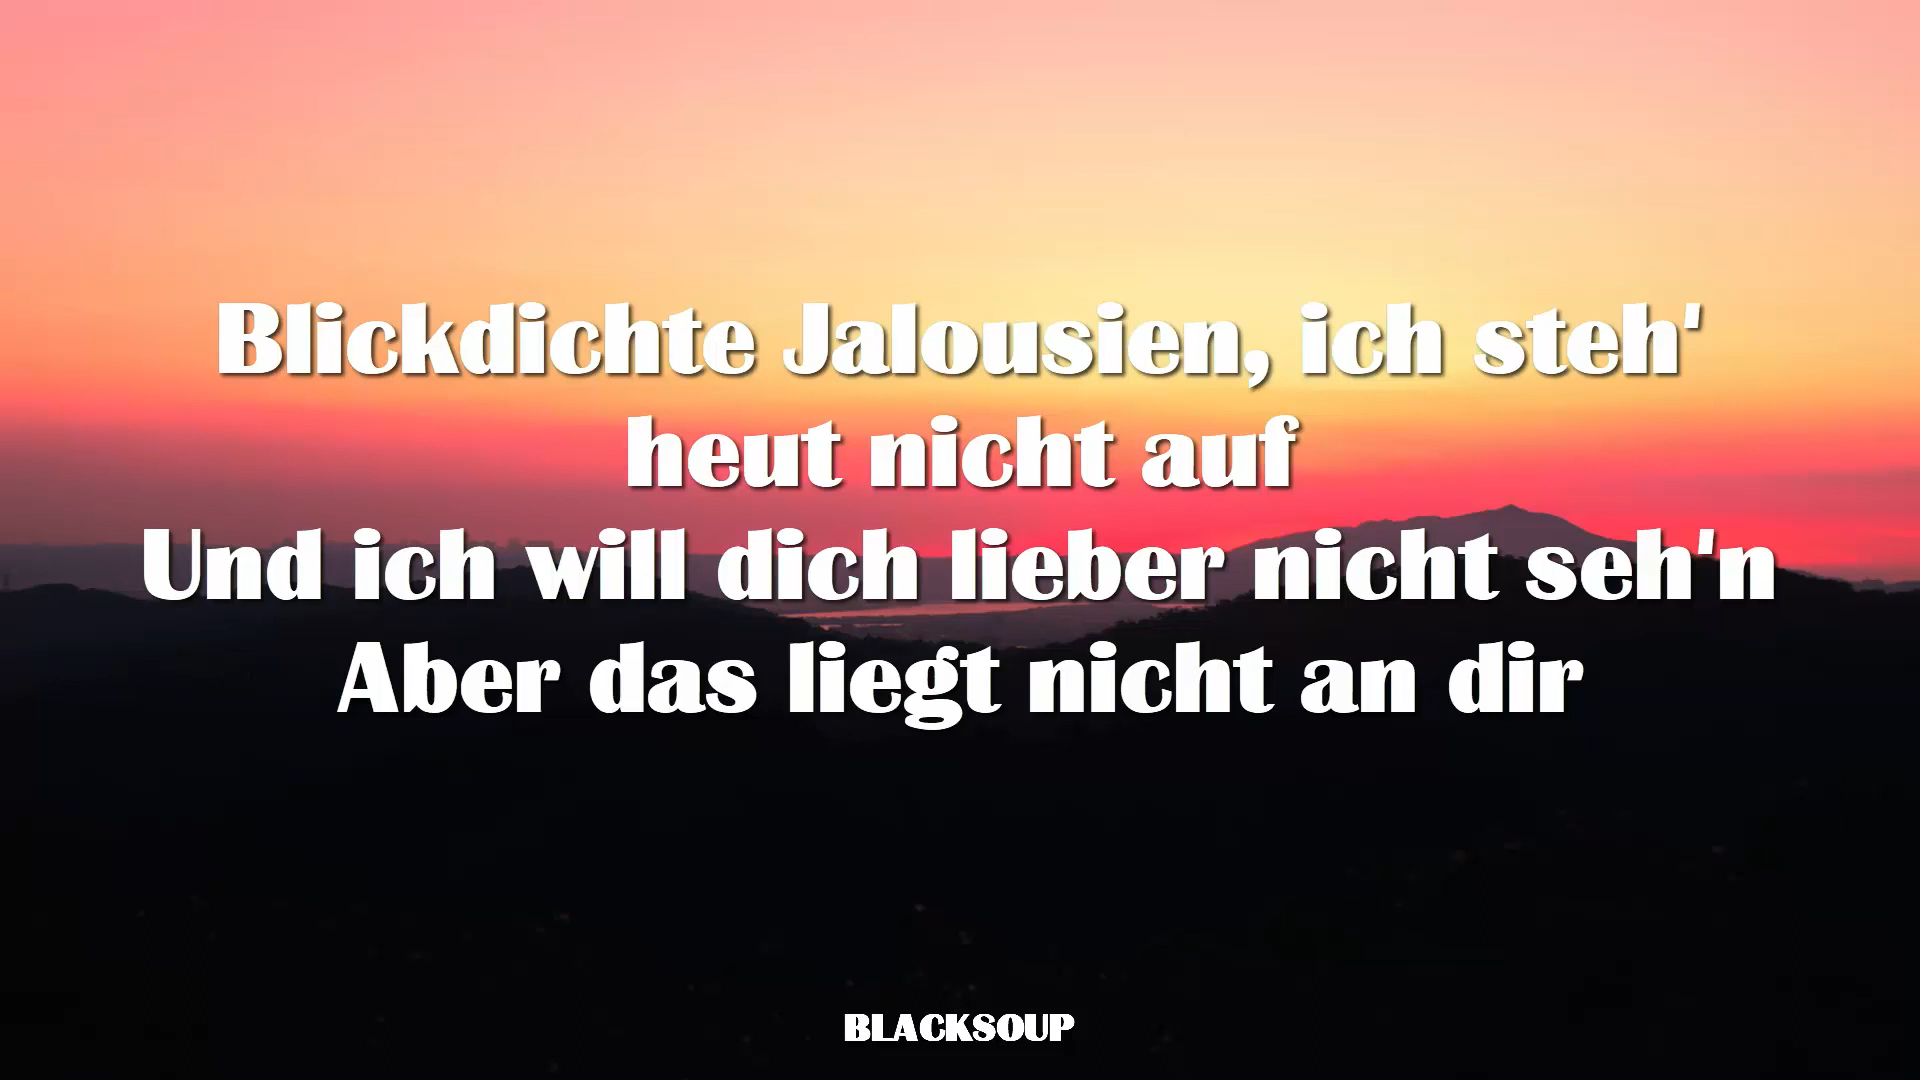 Blickdichte Jalousien, ich steh'
heut nicht auf
Und ich will dich lieber nicht seh'n
Aber das liegt nicht an dir
BLACKSOUP